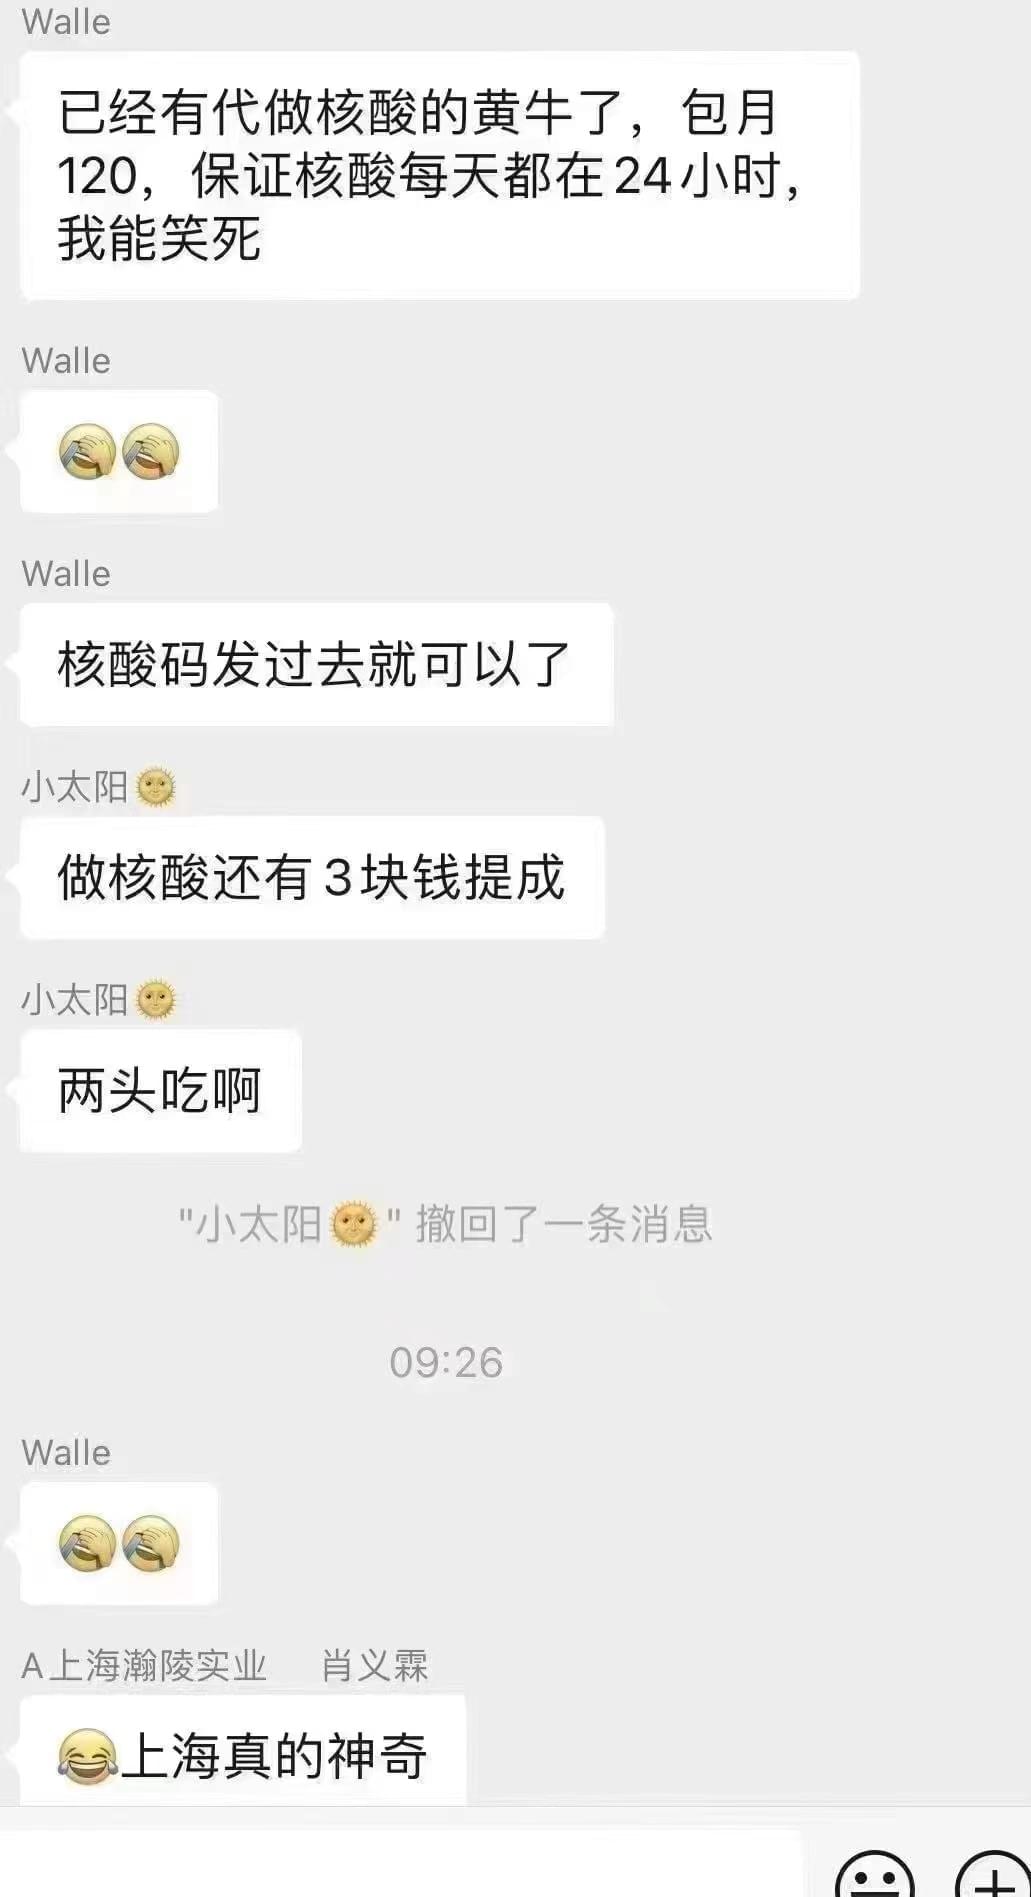 Walle
已经有代做核酸的黄牛了，包月
120，保证核酸每天都在24小时，
我能笑死
Walle
🤦🤦
Walle
核酸码发过去就可以了
小太阳🌞
做核酸还有3块钱提成
小太阳🌞
两头吃啊
"小太阳🌞" 撤回了一条消息
09:26
Walle
🤦🤦
A上海瀚陵实业 肖义霖
😂上海真的神奇